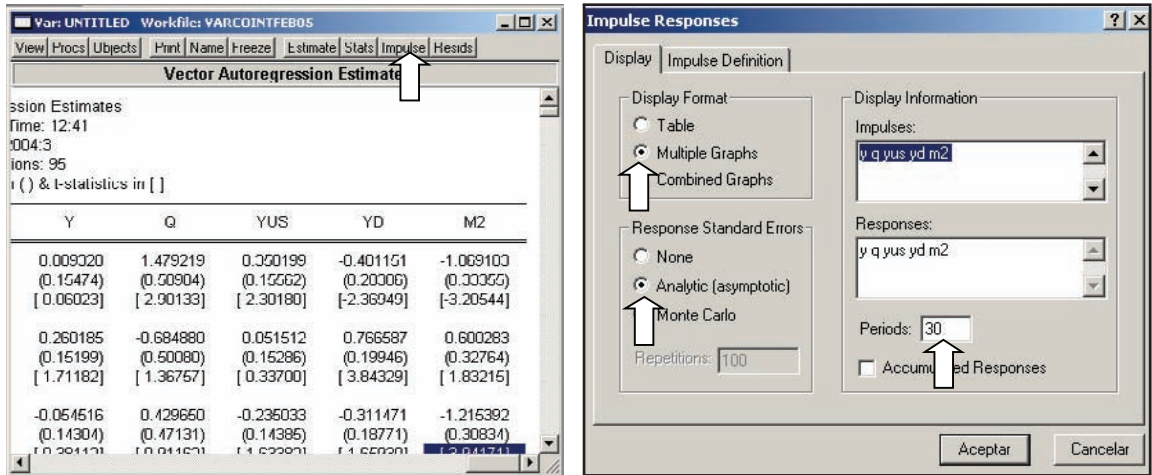 Var: UNTITLED Workfile: VARCOINTFEB05
View Procs Objects Print Name Freeze Estimate Stats Impulse Resids
Vector Autoregression Estimate
ssion Estimates
Time: 12:41
004:3
ions: 95
( ) & t-statistics in [ ]
Y Q YUS YD M2
0.009320 1.479219 0.350199 -0.401151 -1.069103
(0.15474) (0.50904) (0.15562) (0.20306) (0.33355)
[ 0.06023] [ 2.90133] [ 2.30180] [-2.36949] [-3.20544]
0.260185 -0.684880 0.051512 0.766587 0.600283
(0.15199) (0.50080) (0.15286) (0.19946) (0.32764)
[ 1.71182] [ 1.36757] [ 0.33700] [ 3.84329] [ 1.83215]
-0.054516 0.429650 -0.235033 -0.311471 -1.215392
(0.14304) (0.47131) (0.14385) (0.18771) (0.30834)
Impulse Responses
Display Impulse Definition
Display Format
Table
Multiple Graphs
Combined Graphs
Response Standard Errors
None
Analytic (asymptotic)
Monte Carlo
Repetitions: 100
Display Information
Impulses:
y q yus yd m2
Responses:
y q yus yd m2
Periods: 30
Accumulated Responses
Aceptar Cancelar